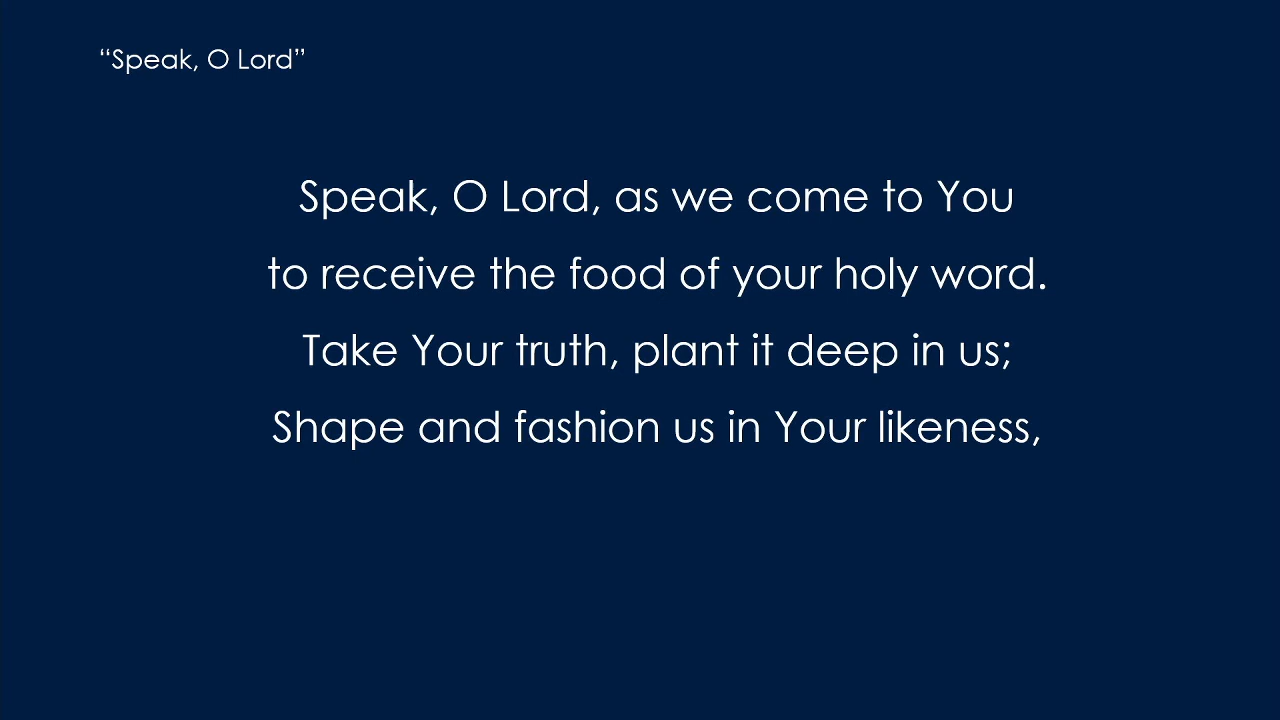 “Speak, O Lord”
Speak, O Lord, as we come to You
to receive the food of your holy word.
Take Your truth, plant it deep in us;
Shape and fashion us in Your likeness,